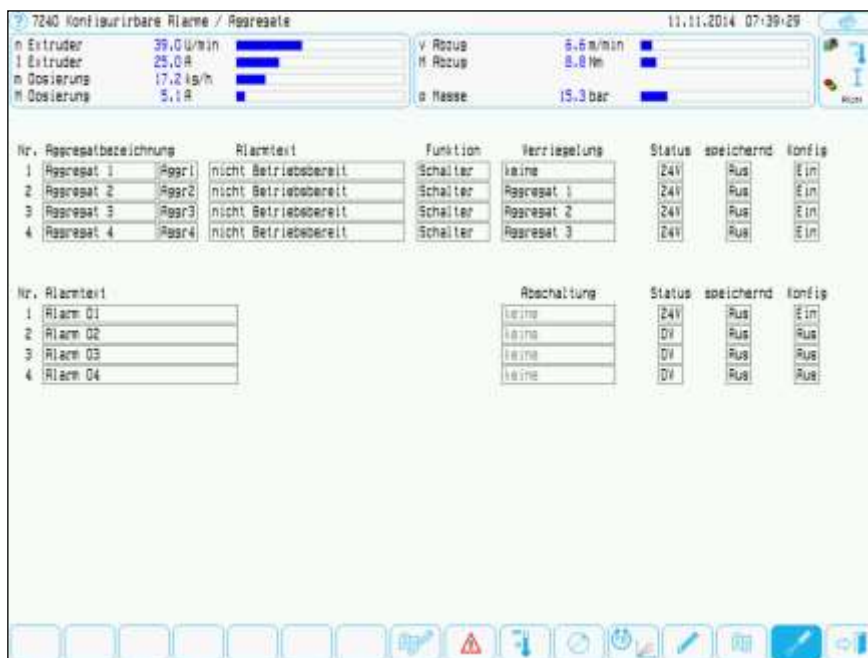 7240 Konfigurirbare Alarme / Aggregate 11.11.2014 07:39:29
n Extruder 39.0 U/min v Abzug 6.6 m/min
I Extruder 25.0 A M Abzug 8.8 Nm
m Dosierung 17.2 kg/h
M Dosierung 5.1 A p Masse 15.3 bar
Nr. Aggregatbezeichnung Alarmtext Funktion Verriegelung Status speichernd Konfig
1 Aggregat 1 Aggr1 nicht Betriebsbereit Schalter keine 24V Aus Ein
2 Aggregat 2 Aggr2 nicht Betriebsbereit Schalter Aggregat 1 24V Aus Ein
3 Aggregat 3 Aggr3 nicht Betriebsbereit Schalter Aggregat 2 24V Aus Ein
4 Aggregat 4 Aggr4 nicht Betriebsbereit Schalter Aggregat 3 24V Aus Ein
Nr. Alarmtext Abschaltung Status speichernd Konfig
1 Alarm 01 keine 24V Aus Ein
2 Alarm 02 keine 0V Aus Aus
3 Alarm 03 keine 0V Aus Aus
4 Alarm 04 keine 0V Aus Aus